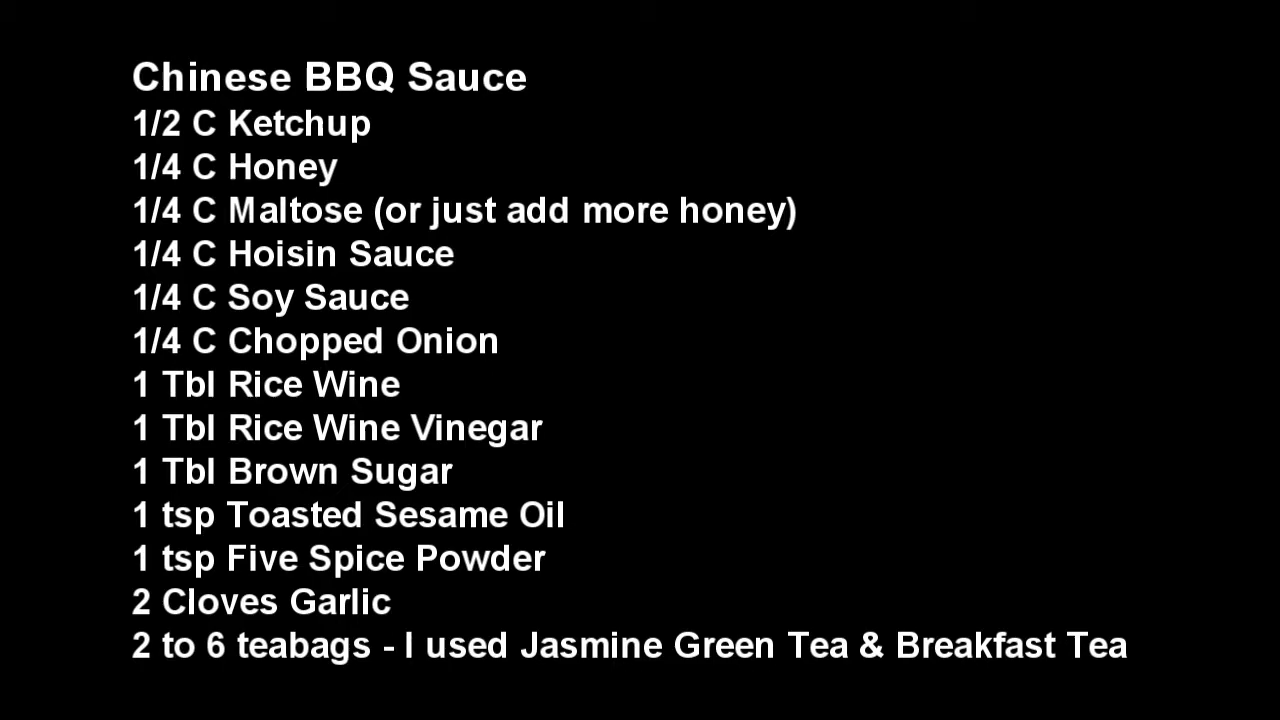 Chinese BBQ Sauce
1/2 C Ketchup
1/4 C Honey
1/4 C Maltose (or just add more honey)
1/4 C Hoisin Sauce
1/4 C Soy Sauce
1/4 C Chopped Onion
1 Tbl Rice Wine
1 Tbl Rice Wine Vinegar
1 Tbl Brown Sugar
1 tsp Toasted Sesame Oil
1 tsp Five Spice Powder
2 Cloves Garlic
2 to 6 teabags - I used Jasmine Green Tea & Breakfast Tea